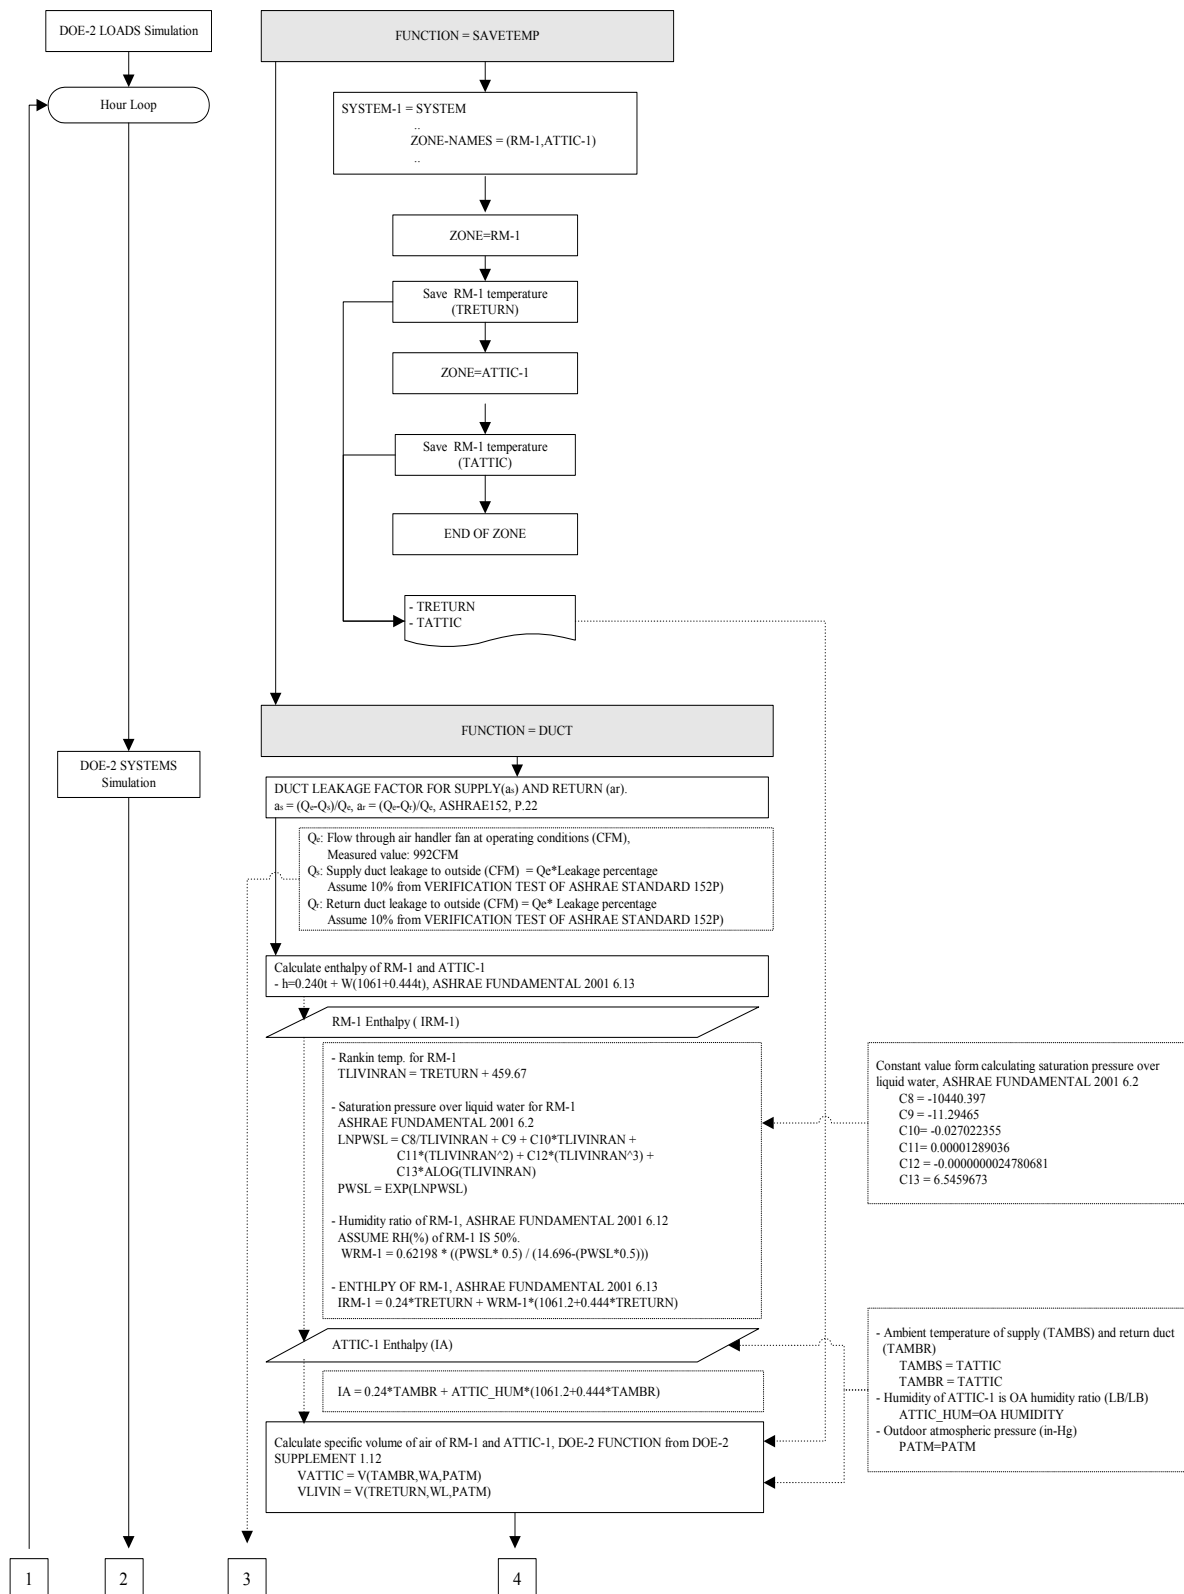 DOE-2 LOADS Simulation
Hour Loop
DOE-2 SYSTEMS
Simulation
FUNCTION = SAVETEMP
SYSTEM-1 = SYSTEM
..
ZONE-NAMES = (RM-1,ATTIC-1)
..
ZONE=RM-1
Save RM-1 temperature
(TRETURN)
ZONE=ATTIC-1
Save RM-1 temperature
(TATTIC)
END OF ZONE
- TRETURN
- TATTIC
FUNCTION = DUCT
DUCT LEAKAGE FACTOR FOR SUPPLY(as) AND RETURN (ar).
as = (Qe-Qs)/Qe, ar = (Qe-Qr)/Qe, ASHRAE152, P.22
Qe: Flow through air handler fan at operating conditions (CFM),
Measured value: 992CFM
Qs: Supply duct leakage to outside (CFM) = Qe*Leakage percentage
Assume 10% from VERIFICATION TEST OF ASHRAE STANDARD 152P)
Qr: Return duct leakage to outside (CFM) = Qe* Leakage percentage
Assume 10% from VERIFICATION TEST OF ASHRAE STANDARD 152P)
Calculate enthalpy of RM-1 and ATTIC-1
- h=0.240t + W(1061+0.444t), ASHRAE FUNDAMENTAL 2001 6.13
RM-1 Enthalpy ( IRM-1)
- Rankin temp. for RM-1
TLIVINRAN = TRETURN + 459.67
- Saturation pressure over liquid water for RM-1
ASHRAE FUNDAMENTAL 2001 6.2
LNPWSL = C8/TLIVINRAN + C9 + C10*TLIVINRAN +
C11*(TLIVINRAN^2) + C12*(TLIVINRAN^3) +
C13*ALOG(TLIVINRAN)
PWSL = EXP(LNPWSL)
- Humidity ratio of RM-1, ASHRAE FUNDAMENTAL 2001 6.12
ASSUME RH(%) of RM-1 IS 50%.
WRM-1 = 0.62198 * ((PWSL* 0.5) / (14.696-(PWSL*0.5)))
- ENTHLPY OF RM-1, ASHRAE FUNDAMENTAL 2001 6.13
IRM-1 = 0.24*TRETURN + WRM-1*(1061.2+0.444*TRETURN)
Constant value form calculating saturation pressure over
liquid water, ASHRAE FUNDAMENTAL 2001 6.2
C8 = -10440.397
C9 = -11.29465
C10= -0.027022355
C11= 0.00001289036
C12 = -0.0000000024780681
C13 = 6.5459673
ATTIC-1 Enthalpy (IA)
IA = 0.24*TAMBR + ATTIC_HUM*(1061.2+0.444*TAMBR)
- Ambient temperature of supply (TAMBS) and return duct
(TAMBR)
TAMBS = TATTIC
TAMBR = TATTIC
- Humidity of ATTIC-1 is OA humidity ratio (LB/LB)
ATTIC_HUM=OA HUMIDITY
- Outdoor atmospheric pressure (in-Hg)
PATM=PATM
Calculate specific volume of air of RM-1 and ATTIC-1, DOE-2 FUNCTION from DOE-2
SUPPLEMENT 1.12
VATTIC = V(TAMBR,WA,PATM)
VLIVIN = V(TRETURN,WL,PATM)
1
2
3
4